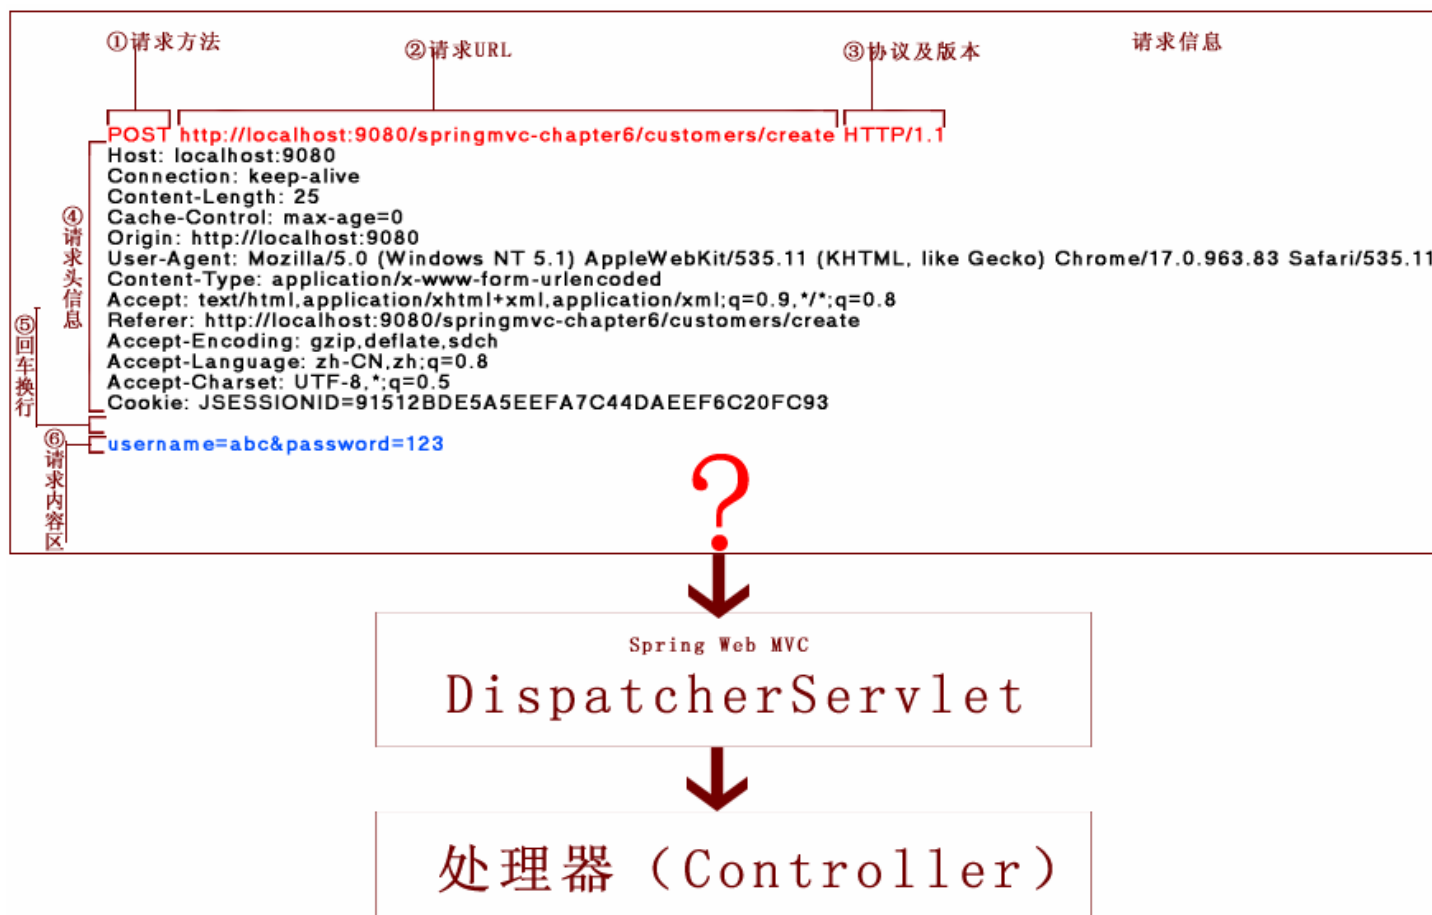 ①请求方法
②请求URL
③协议及版本
请求信息
POST http://localhost:9080/springmvc-chapter6/customers/create HTTP/1.1
Host: localhost:9080
Connection: keep-alive
Content-Length: 25
Cache-Control: max-age=0
Origin: http://localhost:9080
User-Agent: Mozilla/5.0 (Windows NT 5.1) AppleWebKit/535.11 (KHTML, like Gecko) Chrome/17.0.963.83 Safari/535.11
Content-Type: application/x-www-form-urlencoded
Accept: text/html,application/xhtml+xml,application/xml;q=0.9,*/*;q=0.8
Referer: http://localhost:9080/springmvc-chapter6/customers/create
Accept-Encoding: gzip,deflate,sdch
Accept-Language: zh-CN,zh;q=0.8
Accept-Charset: UTF-8,*;q=0.5
Cookie: JSESSIONID=91512BDE5A5EEFA7C44DAEEF6C20FC93
④请求头信息
⑤回车换行
username=abc&password=123
⑥请求内容区
?
Spring Web MVC
DispatcherServlet
处理器（Controller）